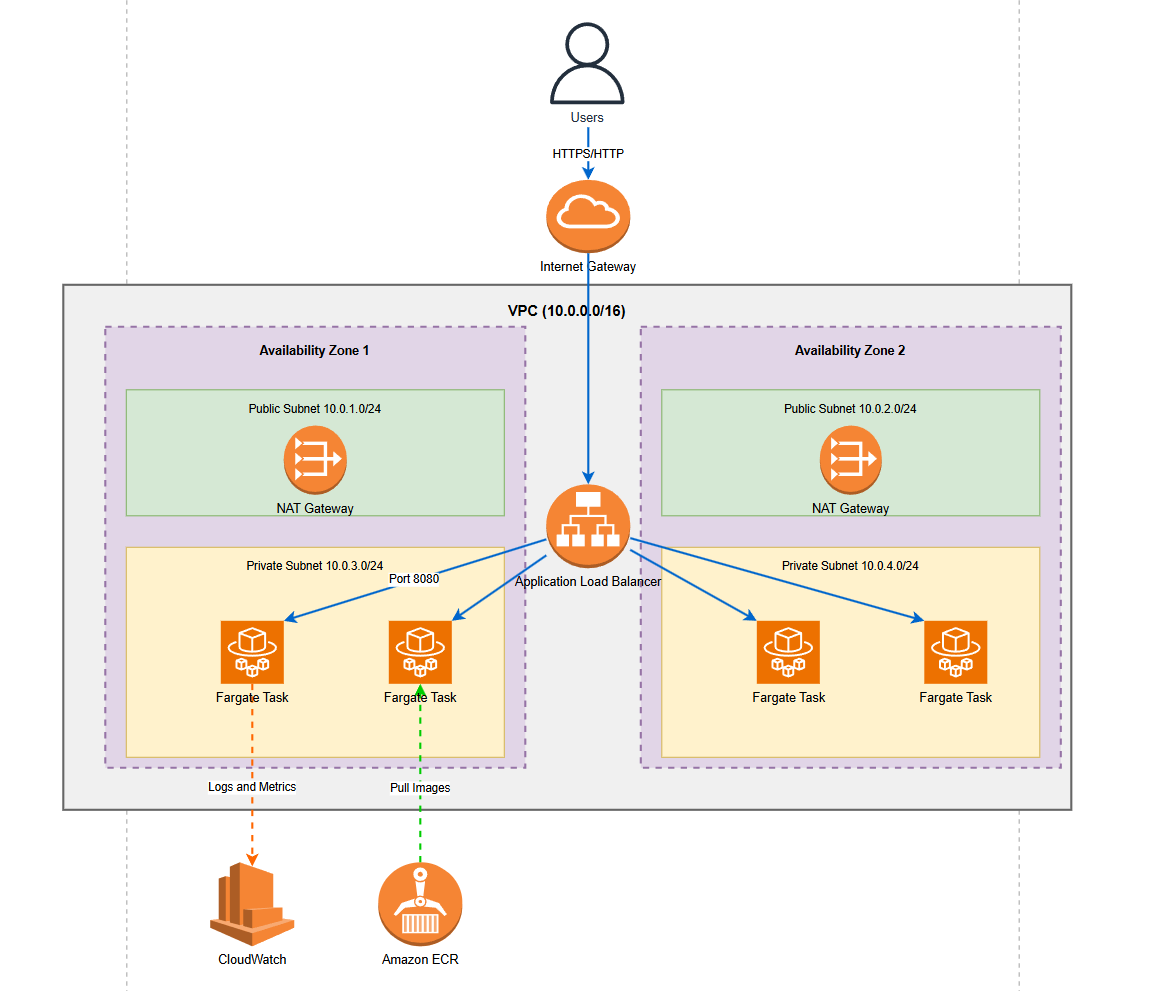 Users
HTTPS/HTTP
Internet Gateway
VPC (10.0.0.0/16)
Availability Zone 1
Availability Zone 2
Public Subnet 10.0.1.0/24
Public Subnet 10.0.2.0/24
NAT Gateway
NAT Gateway
Private Subnet 10.0.3.0/24
Private Subnet 10.0.4.0/24
Port 8080
Application Load Balancer
Fargate Task
Fargate Task
Fargate Task
Fargate Task
Logs and Metrics
Pull Images
CloudWatch
Amazon ECR